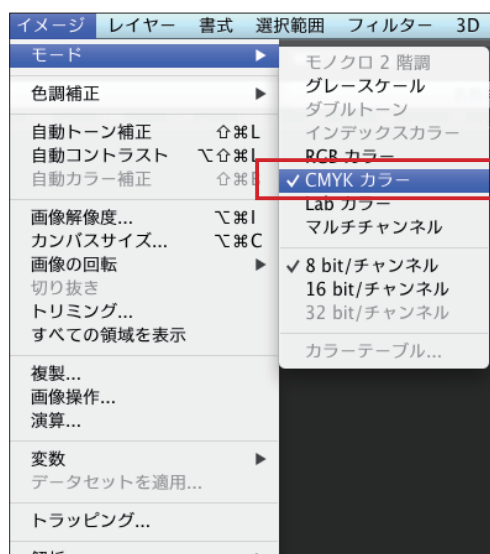 イメージ レイヤー 書式 選択範囲 フィルター 3D
モード
色調補正
自動トーン補正 ⇧⌘L
自動コントラスト ⌥⇧⌘L
自動カラー補正 ⇧⌘B
画像解像度... ⌥⌘I
カンバスサイズ... ⌥⌘C
画像の回転
切り抜き
トリミング...
すべての領域を表示
複製...
画像操作...
演算...
変数
データセットを適用...
トラッピング...
モノクロ 2 階調
グレースケール
ダブルトーン
インデックスカラー
RGB カラー
✓ CMYK カラー
Lab カラー
マルチチャンネル
✓ 8 bit/チャンネル
16 bit/チャンネル
32 bit/チャンネル
カラーテーブル...